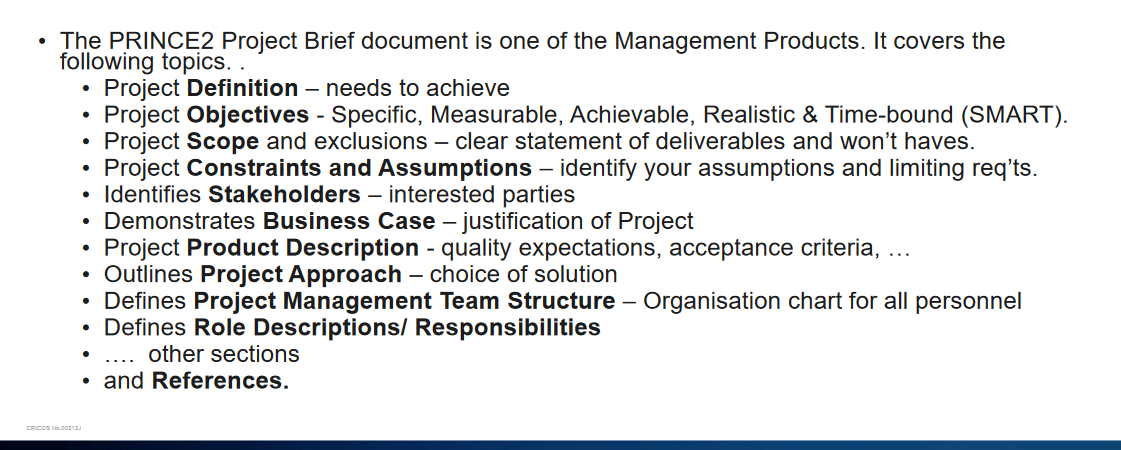 • The PRINCE2 Project Brief document is one of the Management Products. It covers the
following topics. .
• Project Definition – needs to achieve
• Project Objectives - Specific, Measurable, Achievable, Realistic & Time-bound (SMART).
• Project Scope and exclusions – clear statement of deliverables and won’t haves.
• Project Constraints and Assumptions – identify your assumptions and limiting req’ts.
• Identifies Stakeholders – interested parties
• Demonstrates Business Case – justification of Project
• Project Product Description - quality expectations, acceptance criteria, …
• Outlines Project Approach – choice of solution
• Defines Project Management Team Structure – Organisation chart for all personnel
• Defines Role Descriptions/ Responsibilities
• …. other sections
• and References.
CRICOS No.00213J